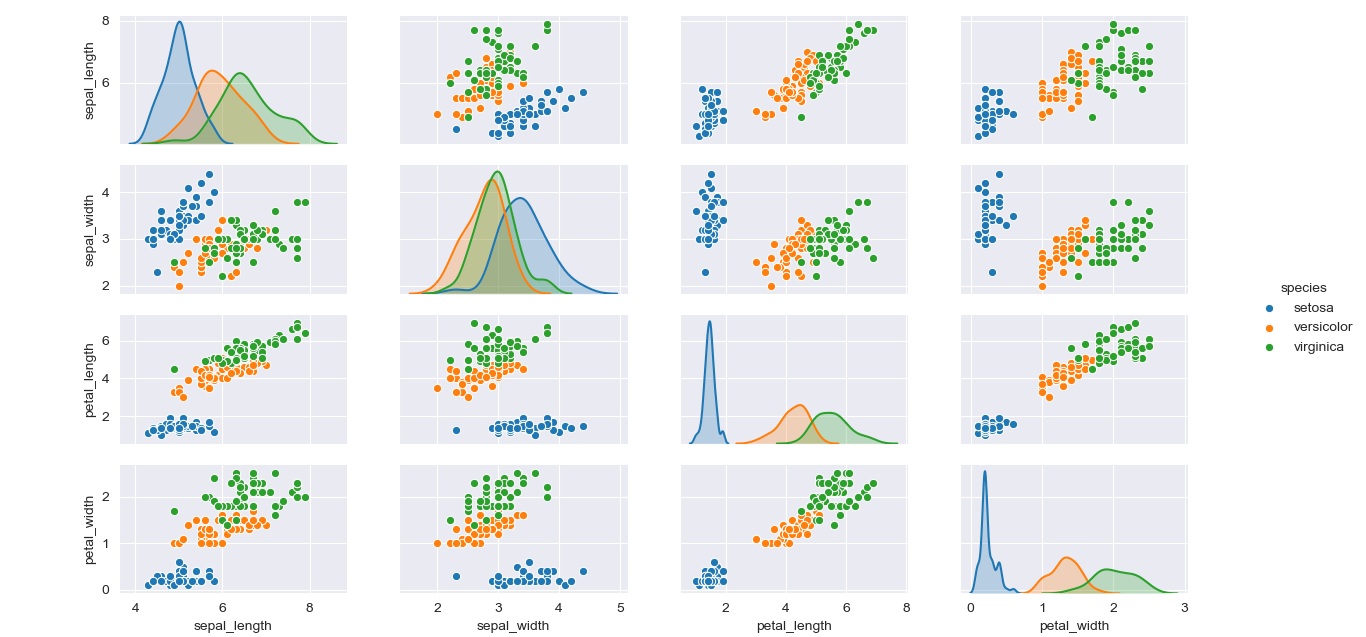 8
6
sepal_length
4
3
2
sepal_width
6
4
2
petal_length
2
1
0
petal_width
4 6 8
sepal_length
2 3 4 5
sepal_width
2 4 6 8
petal_length
0 1 2 3
petal_width
species
setosa
versicolor
virginica